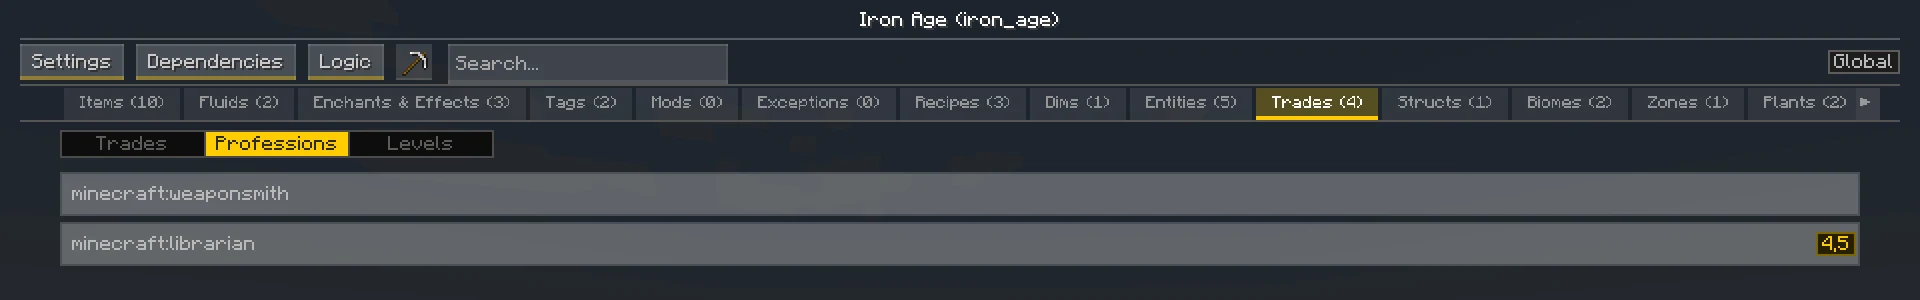 Iron Age (iron_age)
Settings Dependencies Logic Search... Global
Items (10) Fluids (2) Enchants & Effects (3) Tags (2) Mods (0) Exceptions (0) Recipes (3) Dims (1) Entities (5) Trades (4) Structs (1) Biomes (2) Zones (1) Plants (2)
Trades Professions Levels
minecraft:weaponsmith
minecraft:librarian 4,5